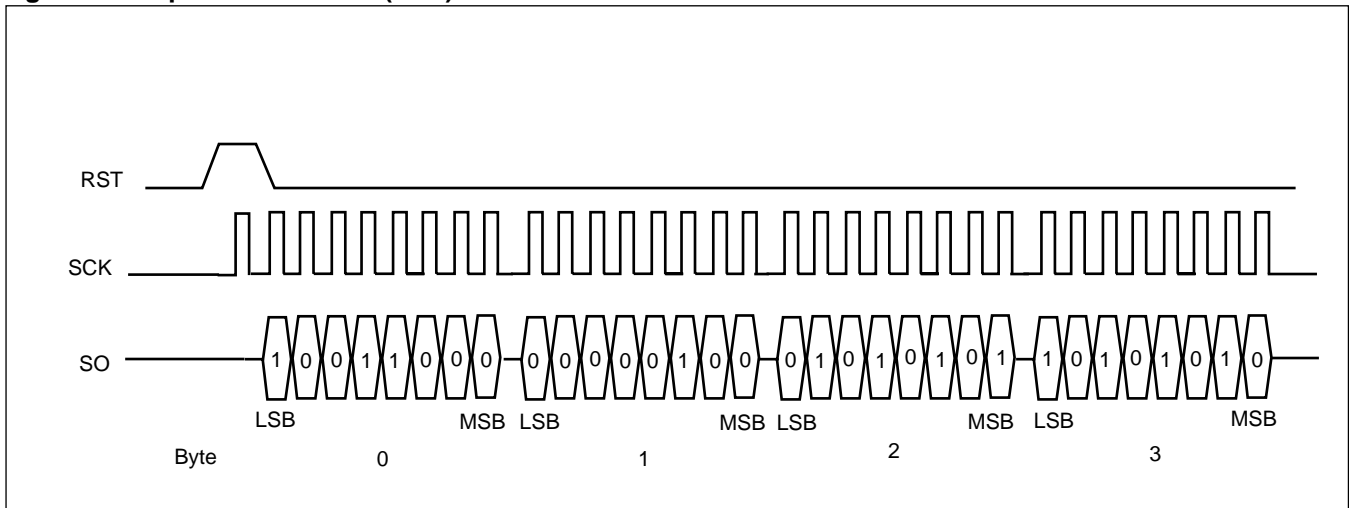 RST
SCK
SO
1 0 0 1 1 0 0 0 0 0 0 0 0 1 0 0 0 1 0 1 0 1 0 1 1 0 1 0 1 0 1 0
LSB MSB LSB MSB LSB MSB LSB MSB
Byte 0 1 2 3